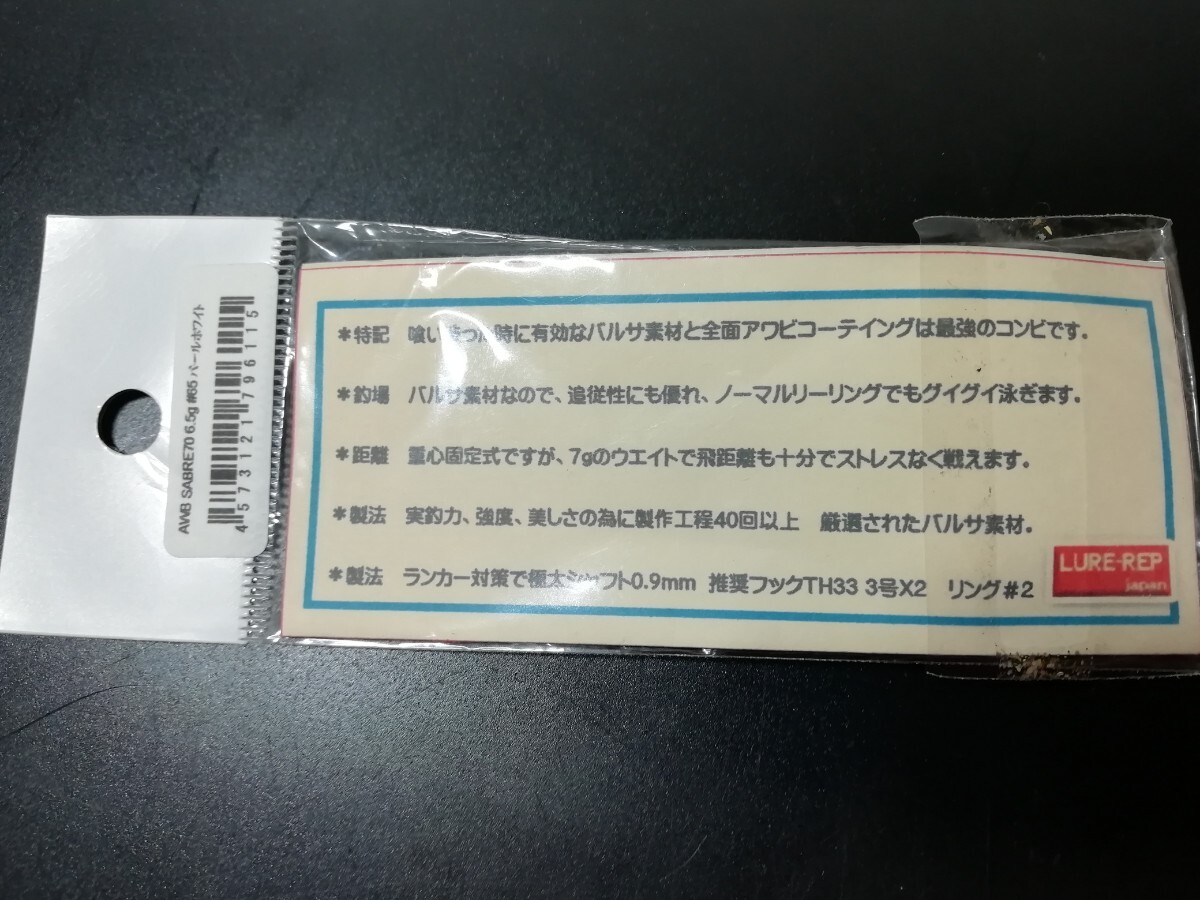 AWB SABRE70 6.5g #65 パールホワイト
4573121796115
*特記 喰い渋った時に有効なバルサ素材と全面アワビコーテイングは最強のコンビです。
*釣場 バルサ素材なので、追従性にも優れ、ノーマルリーリングでもグイグイ泳ぎます。
*距離 重心固定式ですが、7gのウエイトで飛距離も十分でストレスなく戦えます。
*製法 実釣力、強度、美しさの為に製作工程40回以上 厳選されたバルサ素材.
*製法 ランカー対策で極太シャフト0.9mm 推奨フックTH33 3号X2 リング#2
LURE-REP
japan